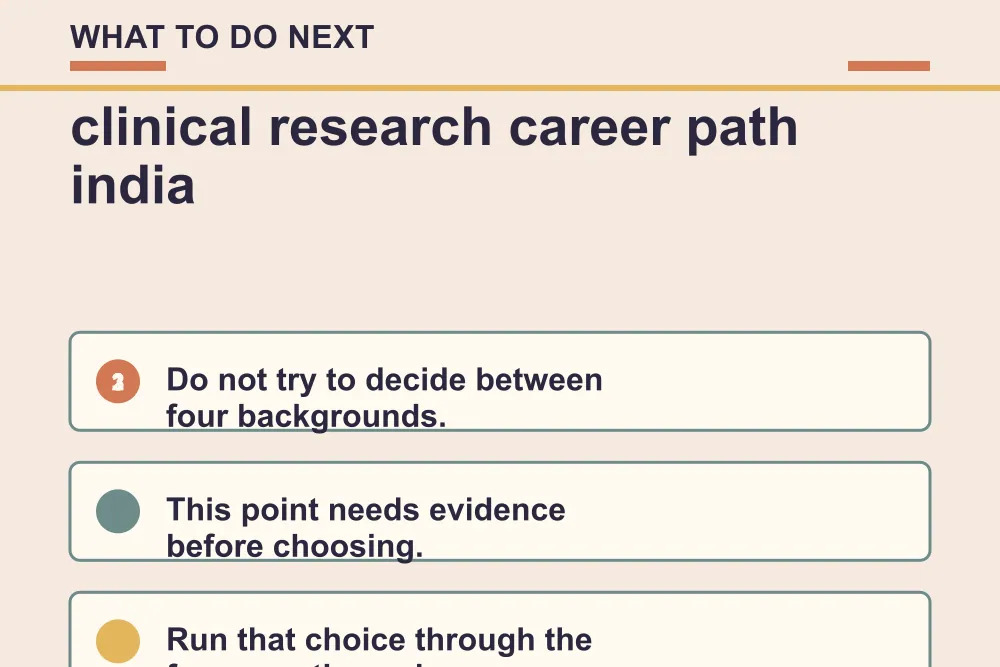 WHAT TO DO NEXT
clinical research career path
india
Do not try to decide between
four backgrounds.
This point needs evidence
before choosing.
Run that choice through the